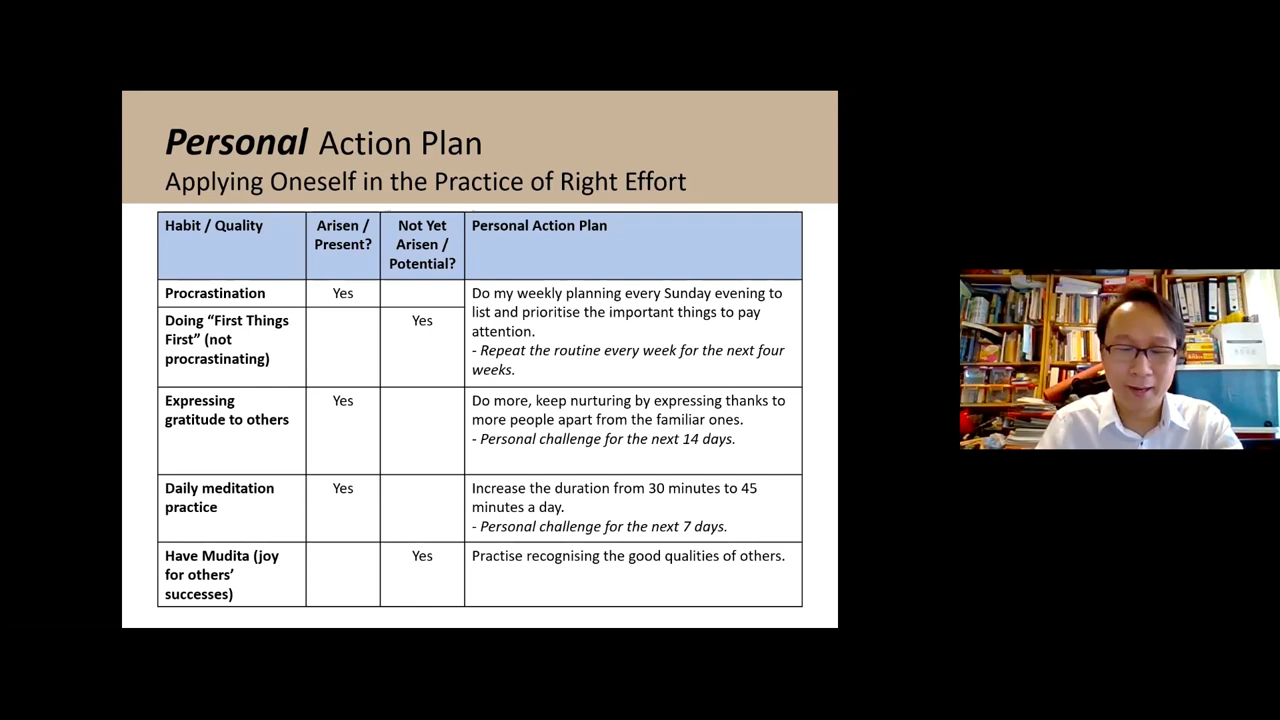 Personal Action Plan
Applying Oneself in the Practice of Right Effort
Habit / Quality
Arisen /
Present?
Not Yet
Arisen /
Potential?
Personal Action Plan
Procrastination
Yes
Do my weekly planning every Sunday evening to
list and prioritise the important things to pay
attention.
- Repeat the routine every week for the next four
weeks.
Doing “First Things
First” (not
procrastinating)
Yes
Expressing
gratitude to others
Yes
Do more, keep nurturing by expressing thanks to
more people apart from the familiar ones.
- Personal challenge for the next 14 days.
Daily meditation
practice
Yes
Increase the duration from 30 minutes to 45
minutes a day.
- Personal challenge for the next 7 days.
Have Mudita (joy
for others’
successes)
Yes
Practise recognising the good qualities of others.